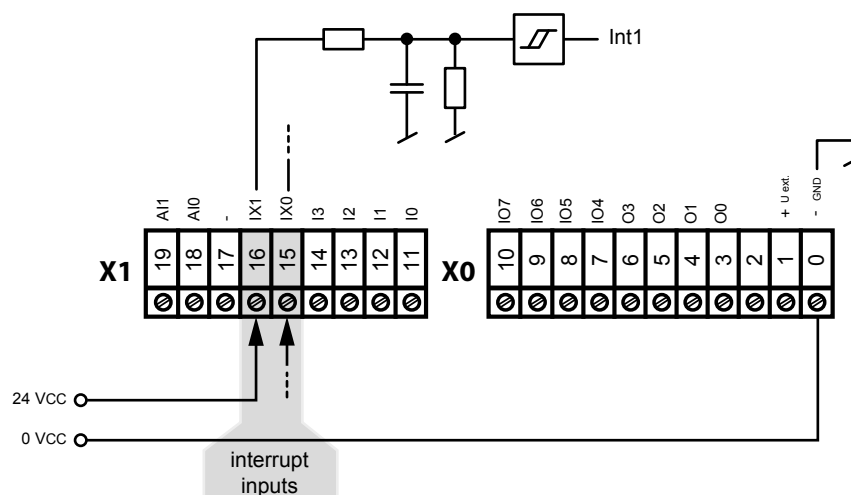 Int1
AI1
AI0
-
IX1
IX0
I3
I2
I1
I0
IO7
IO6
IO5
IO4
O3
O2
O1
O0
+ U ext.
- GND
X1
19
18
17
16
15
14
13
12
11
X0
10
9
8
7
6
5
4
3
2
1
0
24 VCC
0 VCC
interrupt
inputs